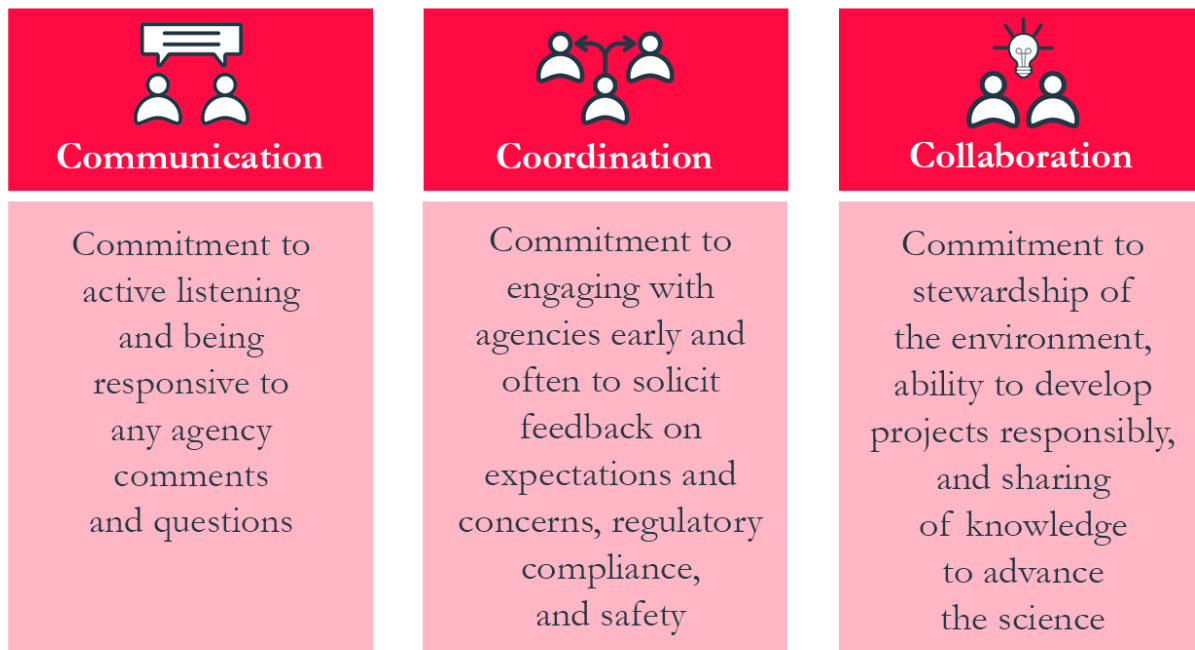 Communication
Commitment to
active listening
and being
responsive to
any agency
comments
and questions
Coordination
Commitment to
engaging with
agencies early and
often to solicit
feedback on
expectations and
concerns, regulatory
compliance,
and safety
Collaboration
Commitment to
stewardship of
the environment,
ability to develop
projects responsibly,
and sharing
of knowledge
to advance
the science